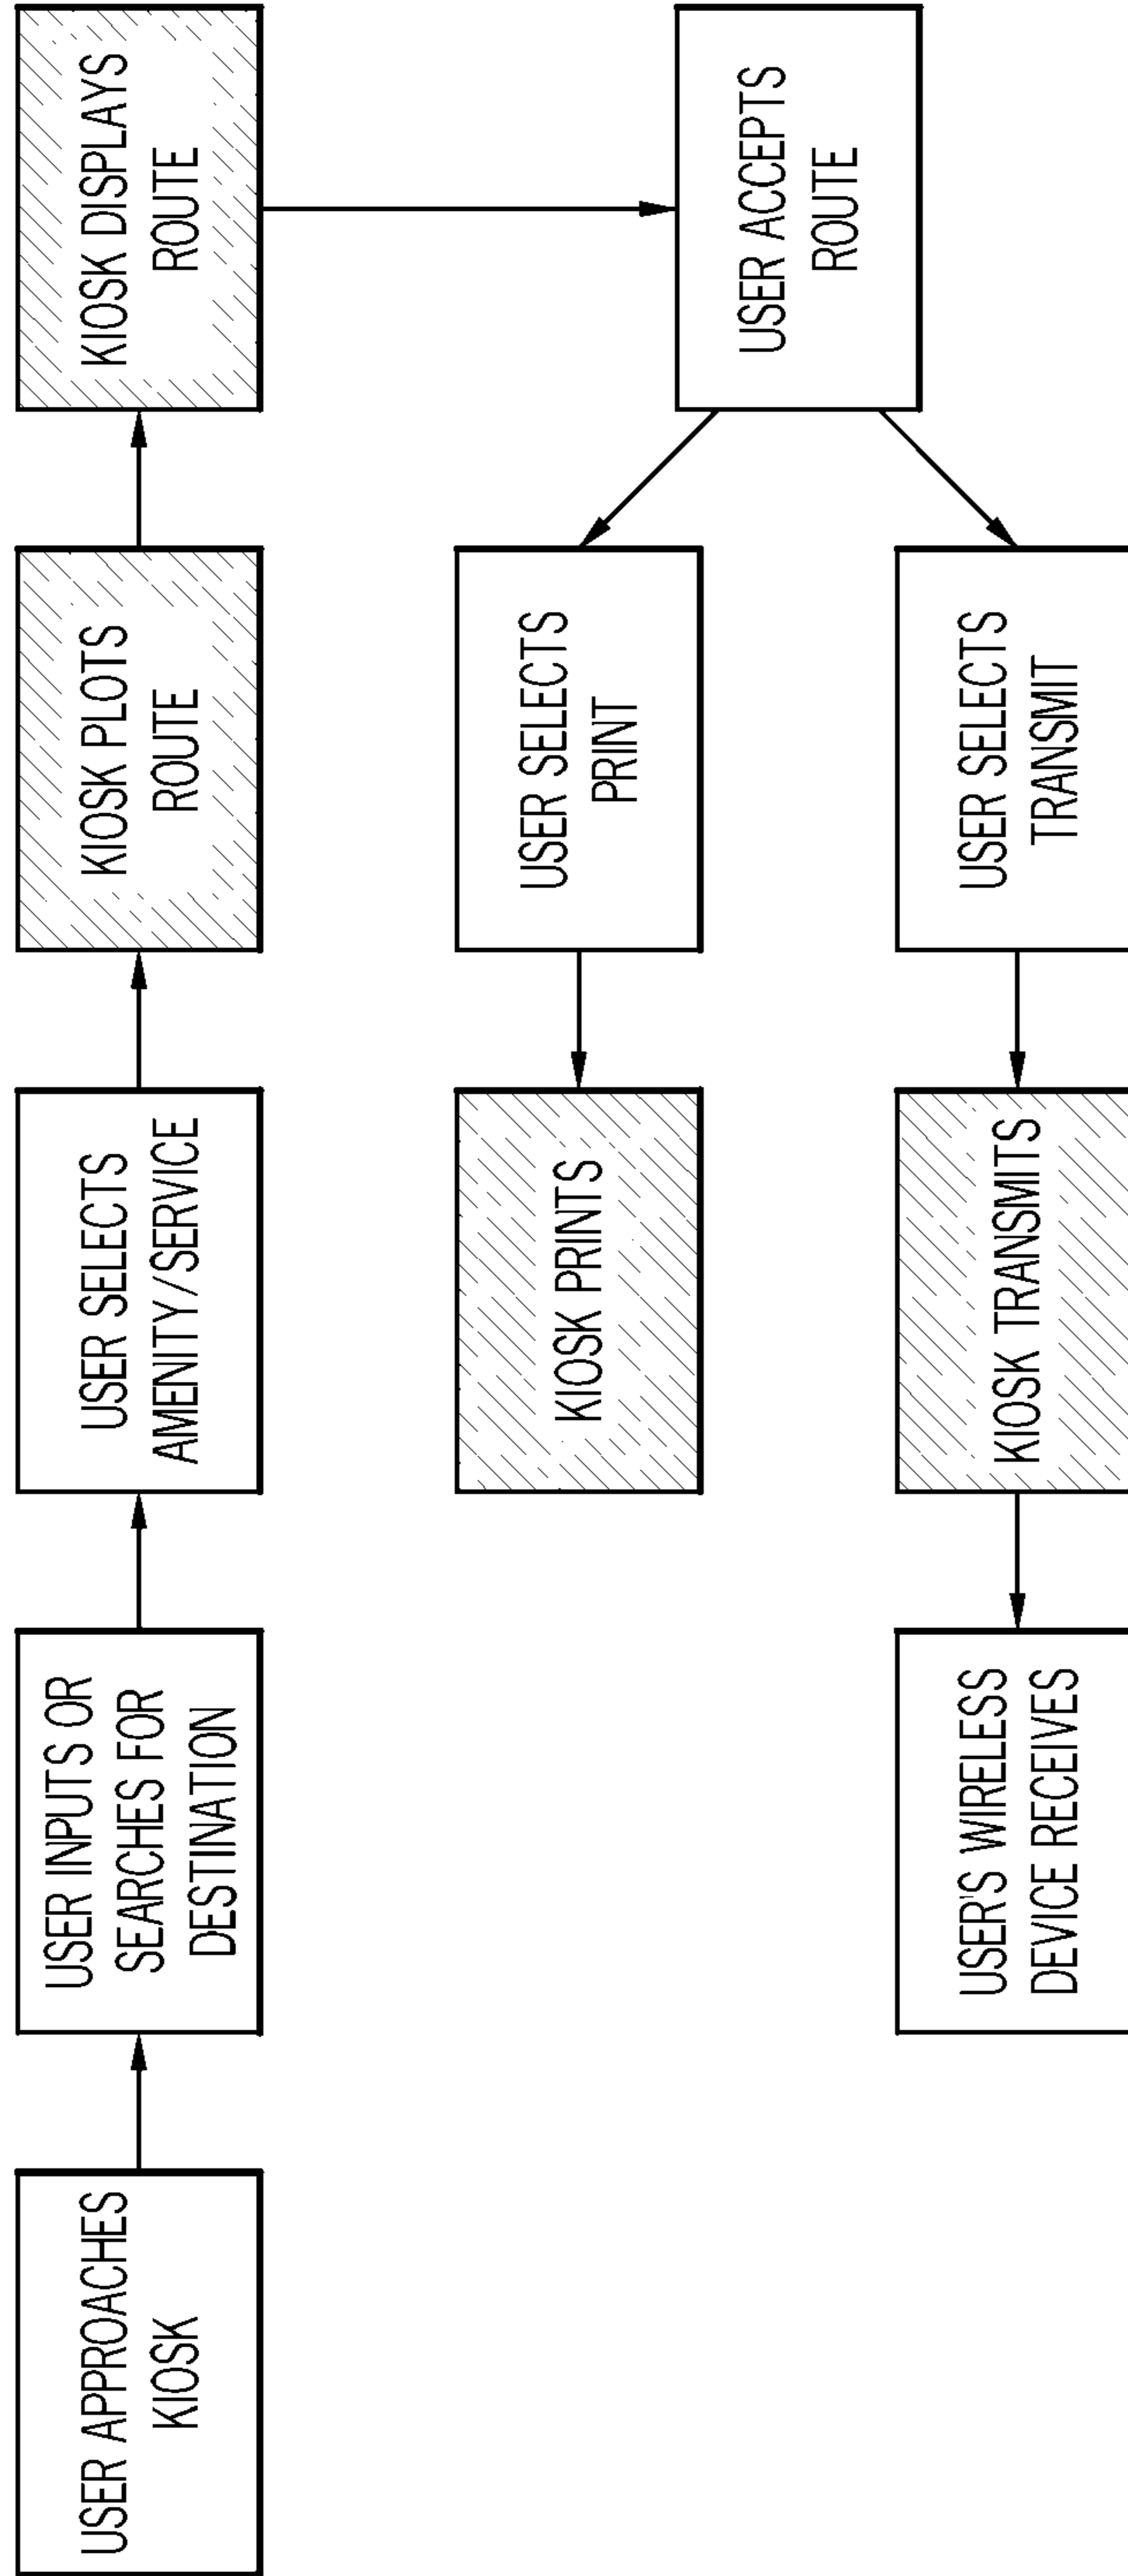 USER APPROACHES
KIOSK
USER INPUTS OR
SEARCHES FOR
DESTINATION
USER SELECTS
AMENITY/SERVICE
KIOSK PLOTS
ROUTE
KIOSK DISPLAYS
ROUTE
USER ACCEPTS
ROUTE
USER SELECTS
PRINT
KIOSK PRINTS
USER SELECTS
TRANSMIT
KIOSK TRANSMITS
USER'S WIRELESS
DEVICE RECEIVES